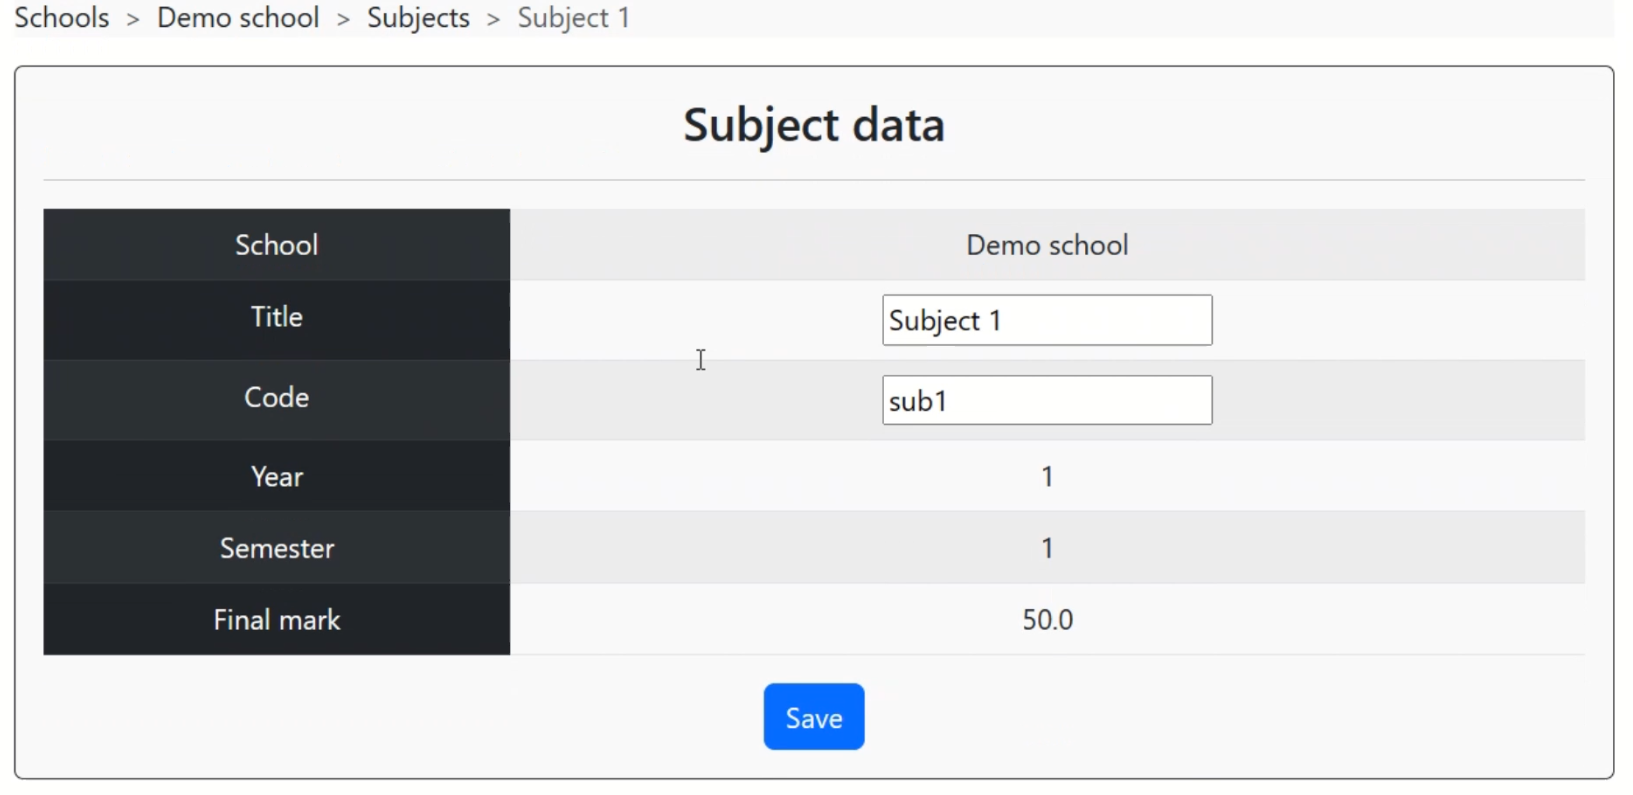 Schools > Demo school > Subjects > Subject 1
Subject data
School Demo school
Title Subject 1
Code sub1
Year 1
Semester 1
Final mark 50.0
Save